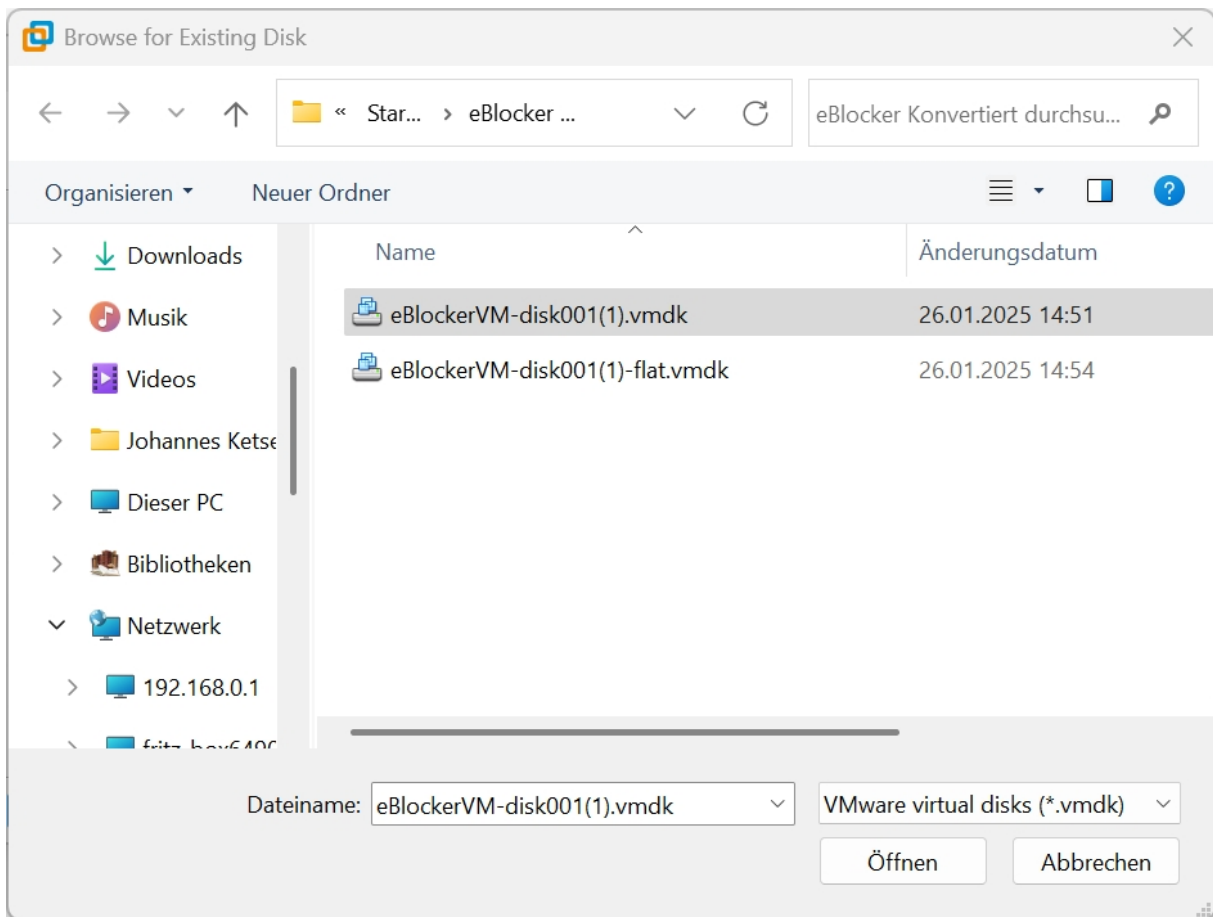 Browse for Existing Disk
« Star... › eBlocker ...
eBlocker Konvertiert durchsu...
Organisieren
Neuer Ordner
Name
Änderungsdatum
Downloads
Musik
Videos
Johannes Ketse
Dieser PC
Bibliotheken
Netzwerk
192.168.0.1
fritz-box6490
eBlockerVM-disk001(1).vmdk 26.01.2025 14:51
eBlockerVM-disk001(1)-flat.vmdk 26.01.2025 14:54
Dateiname: eBlockerVM-disk001(1).vmdk
VMware virtual disks (*.vmdk)
Öffnen
Abbrechen